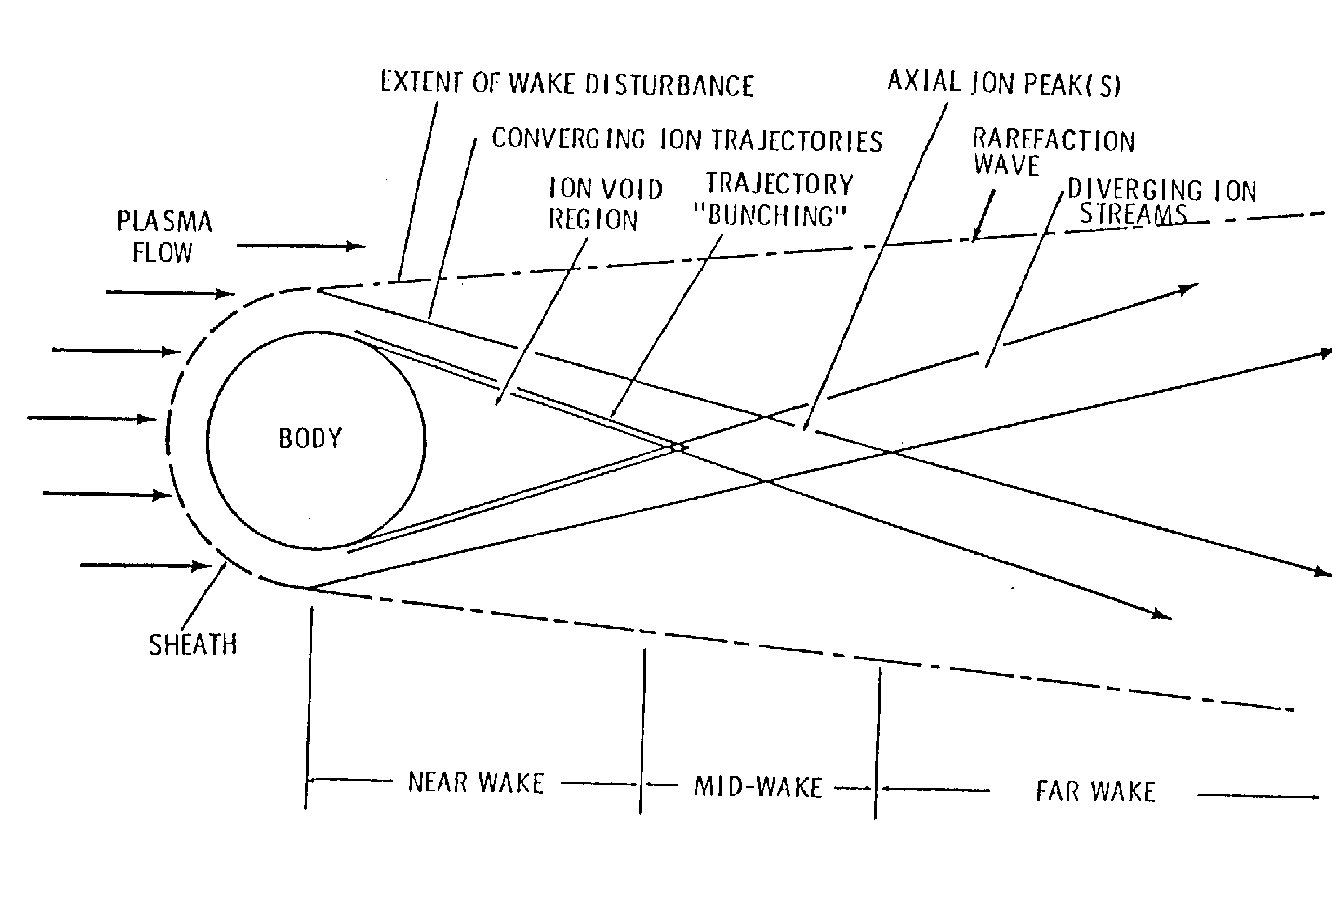 EXTENT OF WAKE DISTURBANCE
AXIAL ION PEAK(S)
CONVERGING ION TRAJECTORIES
RAREFACTION
WAVE
ION VOID
REGION
TRAJECTORY
"BUNCHING"
DIVERGING ION
STREAMS
PLASMA
FLOW
BODY
SHEATH
NEAR WAKE
MID-WAKE
FAR WAKE